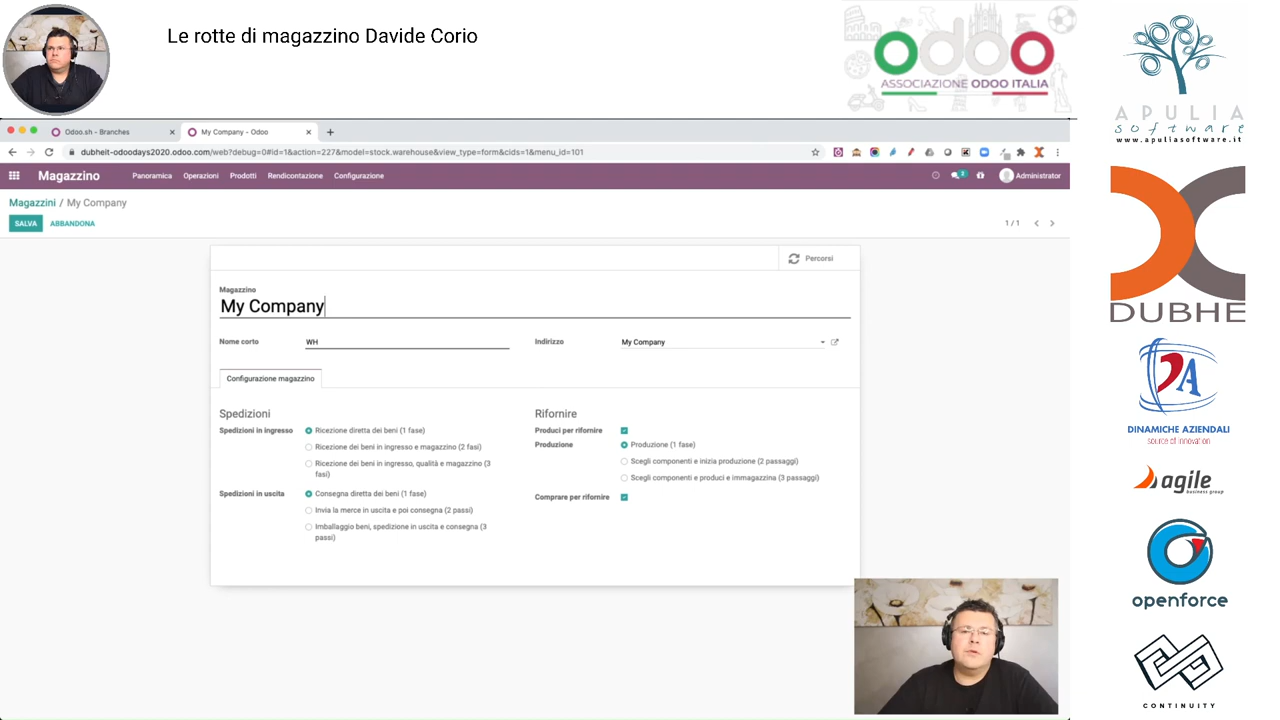 Le rotte di magazzino Davide Corio
odoo
ASSOCIAZIONE ODOO ITALIA
APULIA
software
www.apuliasoftware.it
Odoo.sh - Branches
My Company - Odoo
dubheit-odoodays2020.odoo.com/web?debug=0#id=1&action=227&model=stock.warehouse&view_type=form&cids=1&menu_id=101
Magazzino
Panoramica
Operazioni
Prodotti
Rendicontazione
Configurazione
Administrator
Magazzini / My Company
SALVA
ABBANDONA
1 / 1
Percorsi
Magazzino
My Company
Nome corto
WH
Indirizzo
My Company
Configurazione magazzino
Spedizioni
Spedizioni in ingresso
Ricezione diretta dei beni (1 fase)
Ricezione dei beni in ingresso e magazzino (2 fasi)
Ricezione dei beni in ingresso, qualità e magazzino (3
fasi)
Spedizioni in uscita
Consegna diretta dei beni (1 fase)
Invia la merce in uscita e poi consegna (2 passi)
Imballaggio beni, spedizione in uscita e consegna (3
passi)
Rifornire
Produci per rifornire
Produzione
Produzione (1 fase)
Scegli componenti e inizia produzione (2 passaggi)
Scegli componenti e produci e immagazzina (3 passaggi)
Comprare per rifornire
DUBHE
DINAMICHE AZIENDALI
source of innovation
agile
business group
openforce
CONTINUITY